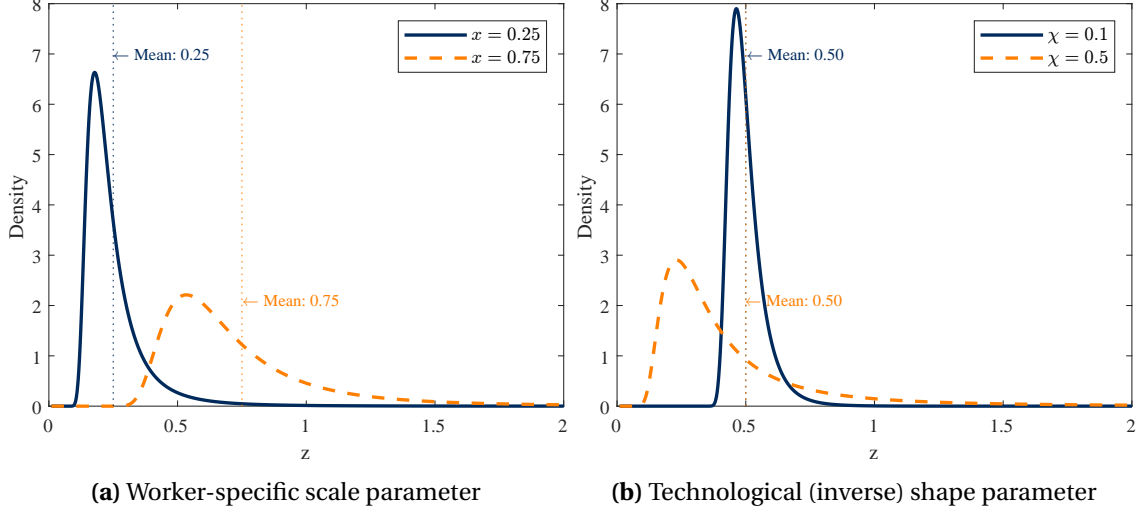 8
7
6
5
4
3
2
1
0
Density
0
0.5
1
1.5
2
z
x = 0.25
x = 0.75
← Mean: 0.25
← Mean: 0.75
(a) Worker-specific scale parameter
8
7
6
5
4
3
2
1
0
Density
0
0.5
1
1.5
2
z
χ = 0.1
χ = 0.5
← Mean: 0.50
← Mean: 0.50
(b) Technological (inverse) shape parameter